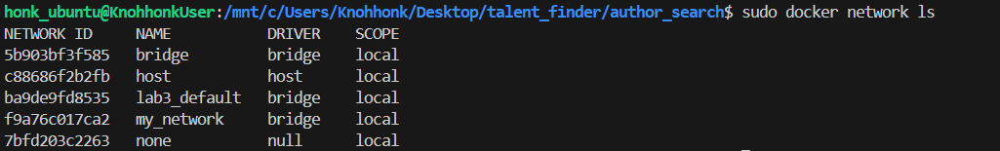 honk_ubuntu@KnohhonkUser:/mnt/c/Users/Knohhonk/Desktop/talent_finder/author_search$ sudo docker network ls
NETWORK ID     NAME           DRIVER    SCOPE
5b903bf3f585   bridge         bridge    local
c88686f2b2fb   host           host      local
ba9de9fd8535   lab3_default   bridge    local
f9a76c017ca2   my_network     bridge    local
7bfd203c2263   none           null      local